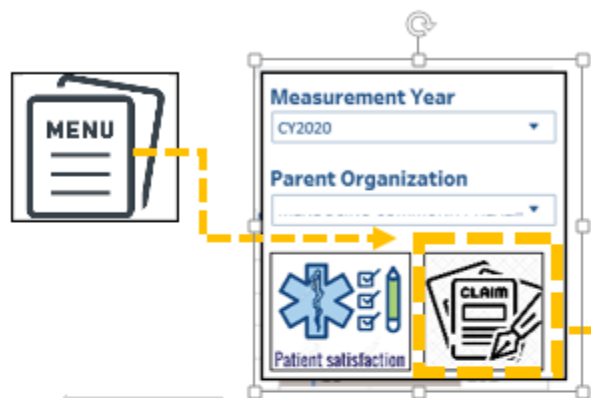 MENU
Measurement Year
CY2020
Parent Organization
CLAIM
Patient satisfaction